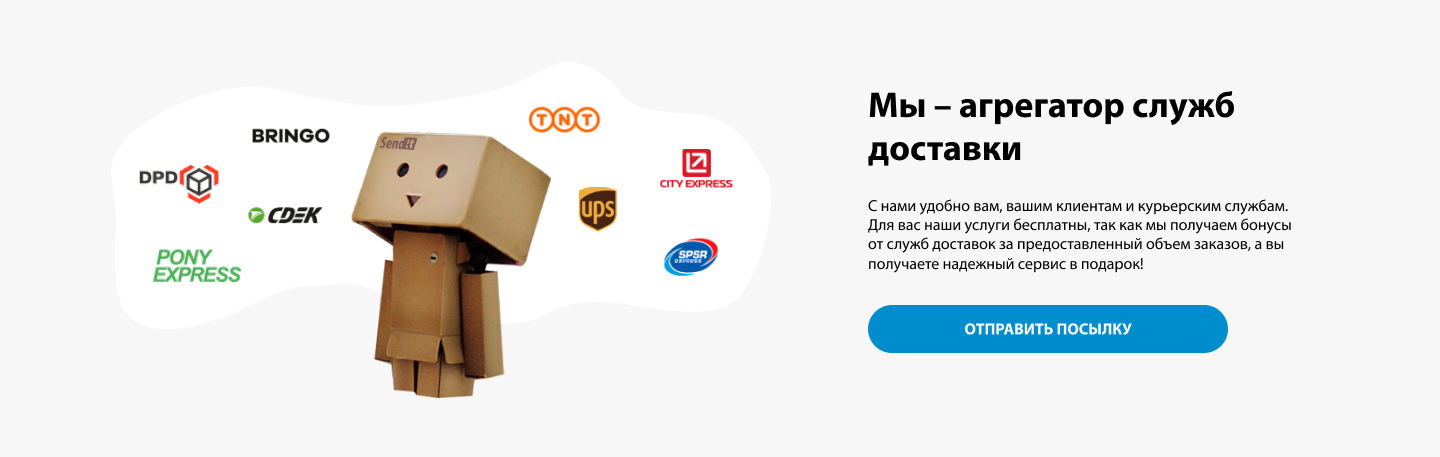 BRINGO
DPD
CDEK
PONY
EXPRESS
SendIt
TNT
CITY EXPRESS
ups
SPSR
EXPRESS
Мы – агрегатор служб
доставки
С нами удобно вам, вашим клиентам и курьерским службам.
Для вас наши услуги бесплатны, так как мы получаем бонусы
от служб доставок за предоставленный объем заказов, а вы
получаете надежный сервис в подарок!
ОТПРАВИТЬ ПОСЫЛКУ